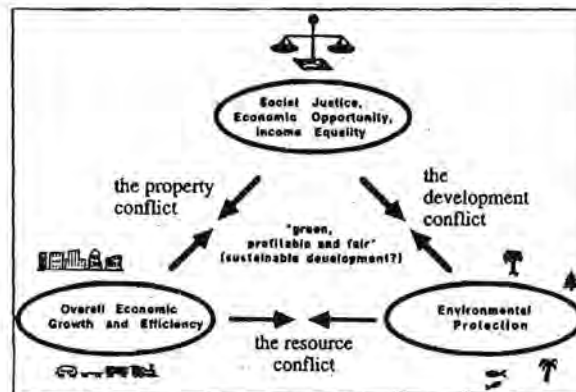 Social Justice,
Economic Opportunity,
Income Equality
the property
conflict
the
development
conflict
"green,
profitable and fair"
(sustainable development?)
Overall Economic
Growth and Efficiency
Environmental
Protection
the resource
conflict